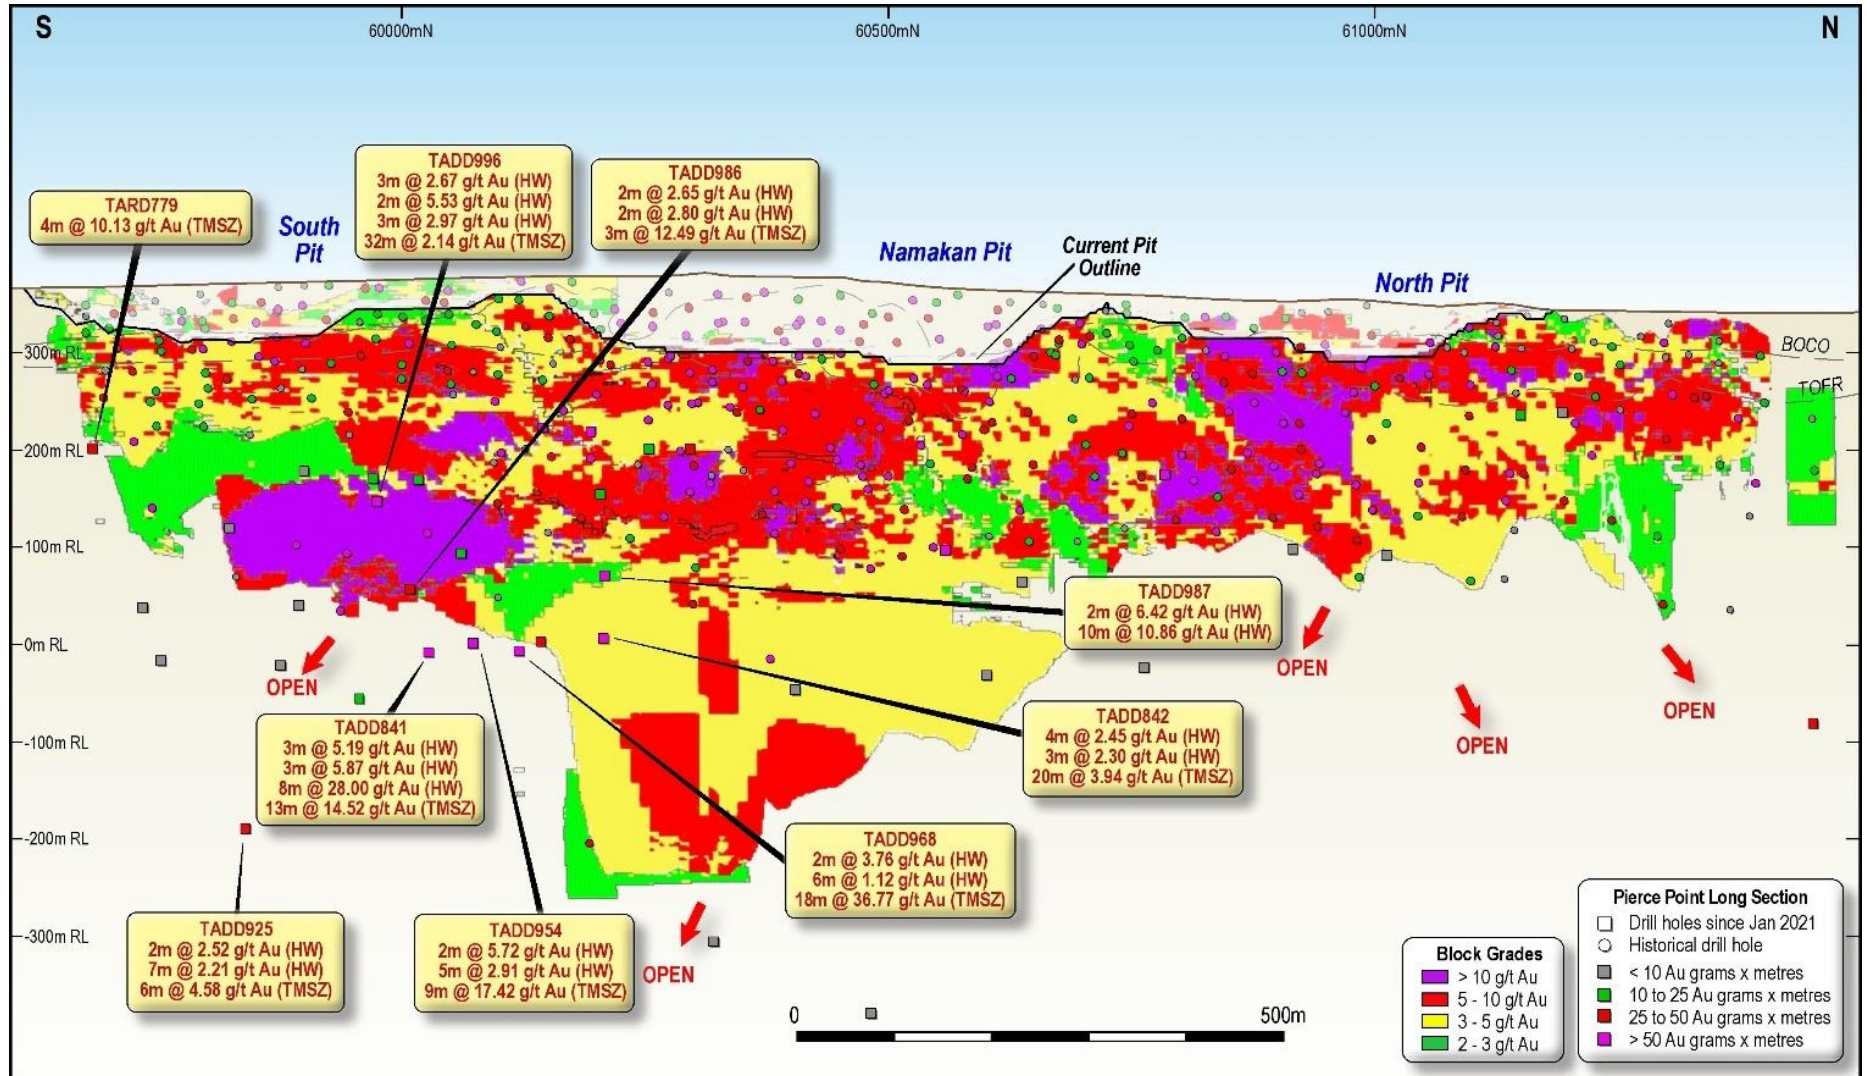 S
60000mN
60500mN
61000mN
N
TARD779
4m @ 10.13 g/t Au (TMSZ)
TADD996
3m @ 2.67 g/t Au (HW)
2m @ 5.53 g/t Au (HW)
3m @ 2.97 g/t Au (HW)
32m @ 2.14 g/t Au (TMSZ)
TADD986
2m @ 2.65 g/t Au (HW)
2m @ 2.80 g/t Au (HW)
3m @ 12.49 g/t Au (TMSZ)
South
Pit
Namakan Pit
Current Pit
Outline
North Pit
BOCO
TOFR
300m RL
200m RL
100m RL
0m RL
-100m RL
-200m RL
-300m RL
TADD987
2m @ 6.42 g/t Au (HW)
10m @ 10.86 g/t Au (HW)
OPEN
OPEN
OPEN
OPEN
OPEN
TADD841
3m @ 5.19 g/t Au (HW)
3m @ 5.87 g/t Au (HW)
8m @ 28.00 g/t Au (HW)
13m @ 14.52 g/t Au (TMSZ)
TADD842
4m @ 2.45 g/t Au (HW)
3m @ 2.30 g/t Au (HW)
20m @ 3.94 g/t Au (TMSZ)
TADD968
2m @ 3.76 g/t Au (HW)
6m @ 1.12 g/t Au (HW)
18m @ 36.77 g/t Au (TMSZ)
TADD925
2m @ 2.52 g/t Au (HW)
7m @ 2.21 g/t Au (HW)
6m @ 4.58 g/t Au (TMSZ)
TADD954
2m @ 5.72 g/t Au (HW)
5m @ 2.91 g/t Au (HW)
9m @ 17.42 g/t Au (TMSZ)
0
500m
Block Grades
> 10 g/t Au
5 - 10 g/t Au
3 - 5 g/t Au
2 - 3 g/t Au
Pierce Point Long Section
Drill holes since Jan 2021
Historical drill hole
< 10 Au grams x metres
10 to 25 Au grams x metres
25 to 50 Au grams x metres
> 50 Au grams x metres